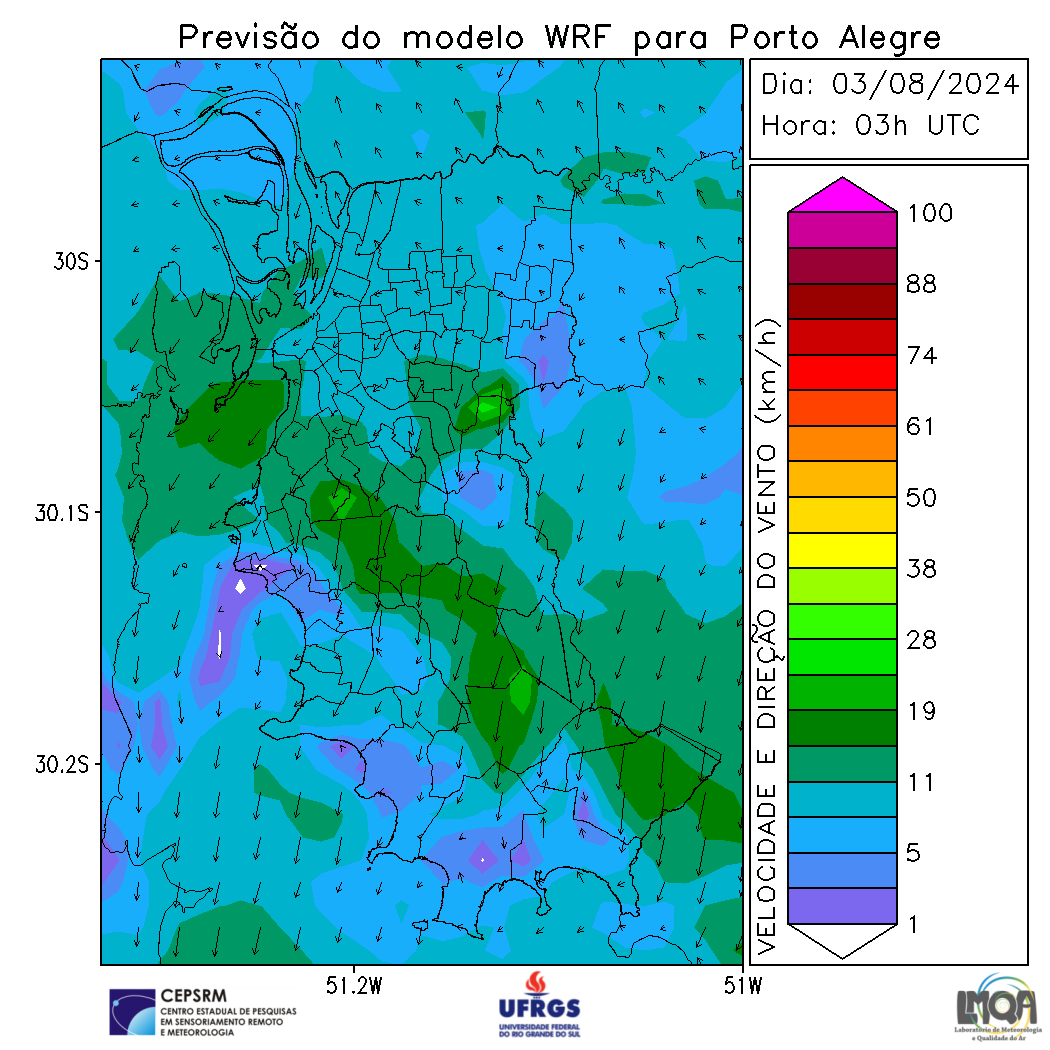 Previsão do modelo WRF para Porto Alegre
Dia: 03/08/2024
Hora: 03h UTC
30S
30.1S
30.2S
51.2W
51W
VELOCIDADE E DIREÇÃO DO VENTO (km/h)
100
88
74
61
50
38
28
19
11
5
1
CEPSRM
CENTRO ESTADUAL DE PESQUISAS
EM SENSORIAMENTO REMOTO
E METEOROLOGIA
UFRGS
UNIVERSIDADE FEDERAL
DO RIO GRANDE DO SUL
LMQA
Laboratório de Meteorologia
e Qualidade do Ar